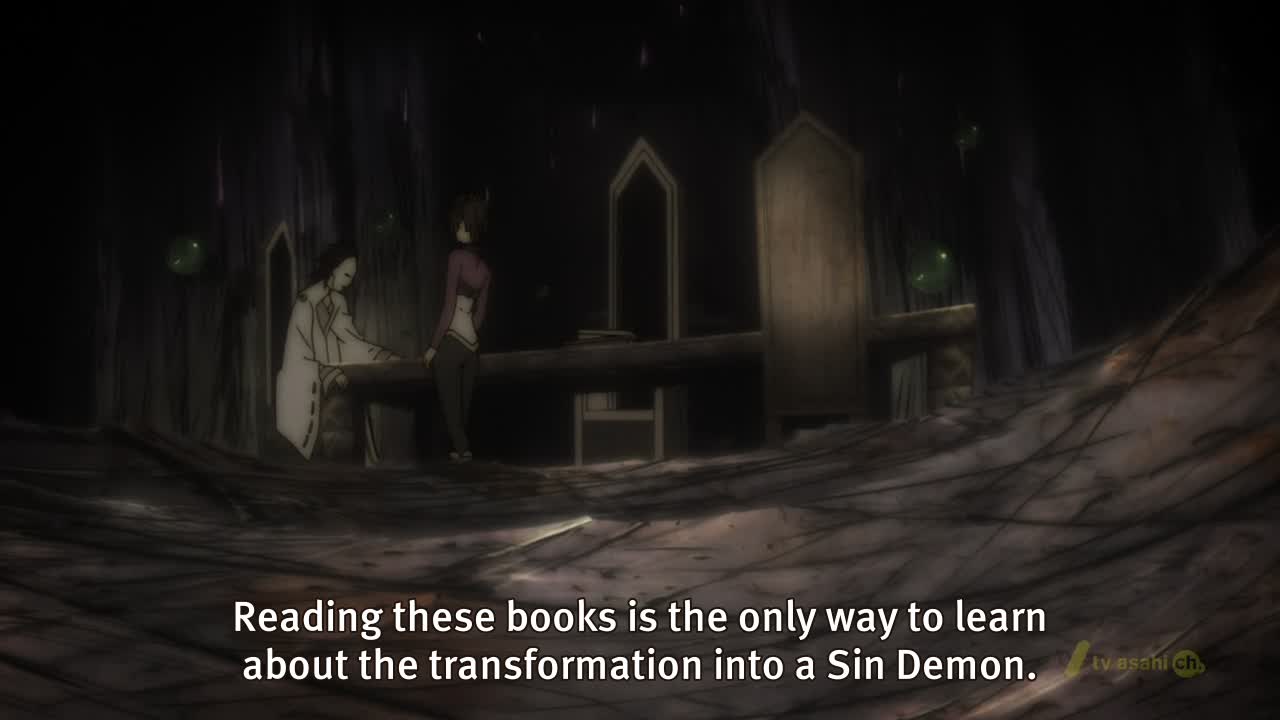 Reading these books is the only way to learn
about the transformation into a Sin Demon.
tv asahi ch